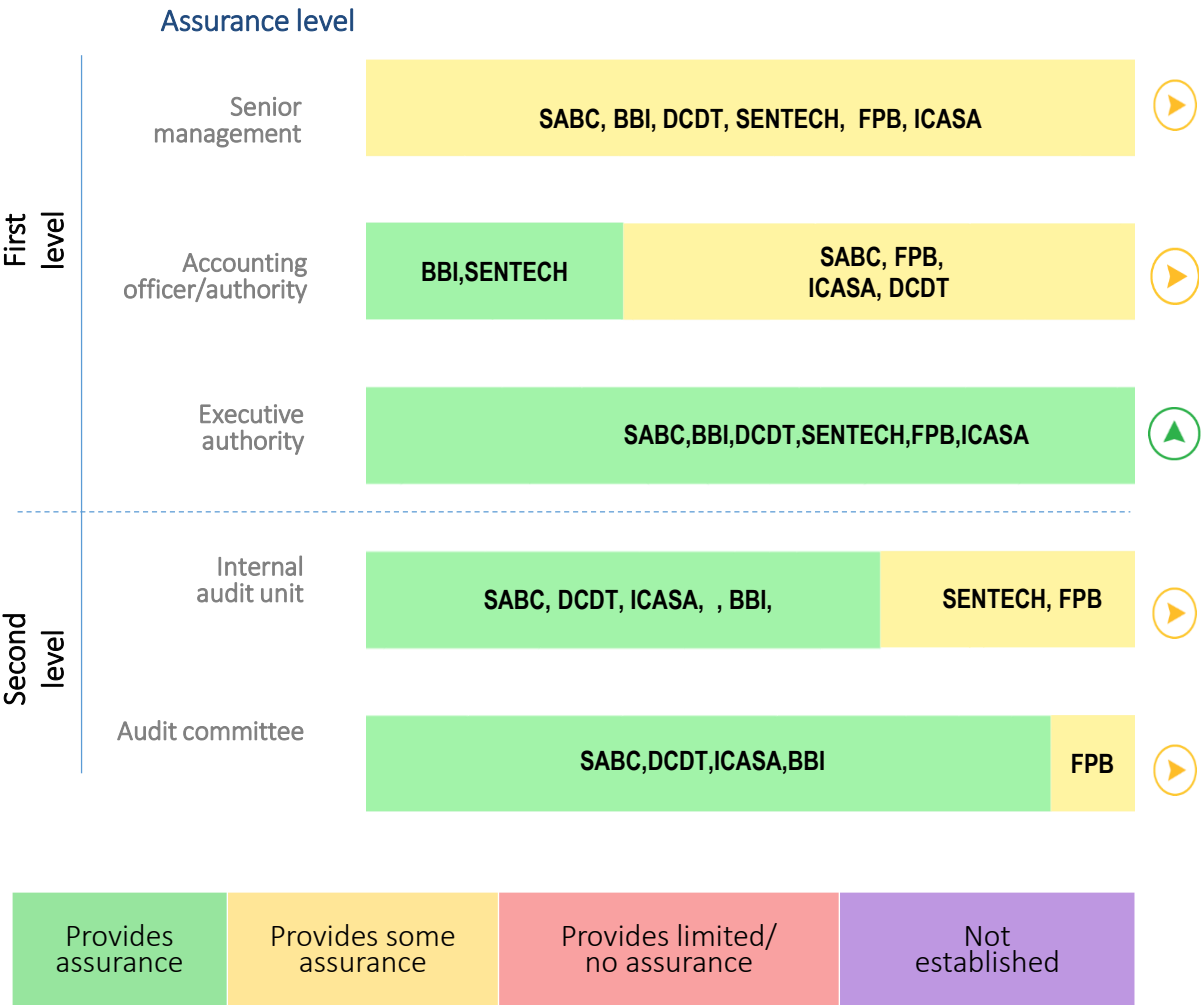 Assurance level
First
level
Senior
management
SABC, BBI, DCDT, SENTECH,  FPB, ICASA
Accounting
officer/authority
BBI,SENTECH
SABC, FPB,
ICASA, DCDT
Executive
authority
SABC,BBI,DCDT,SENTECH,FPB,ICASA
Second
level
Internal
audit unit
SABC, DCDT, ICASA,  , BBI,
SENTECH, FPB
Audit committee
SABC,DCDT,ICASA,BBI
FPB
Provides
assurance
Provides some
assurance
Provides limited/
no assurance
Not
established